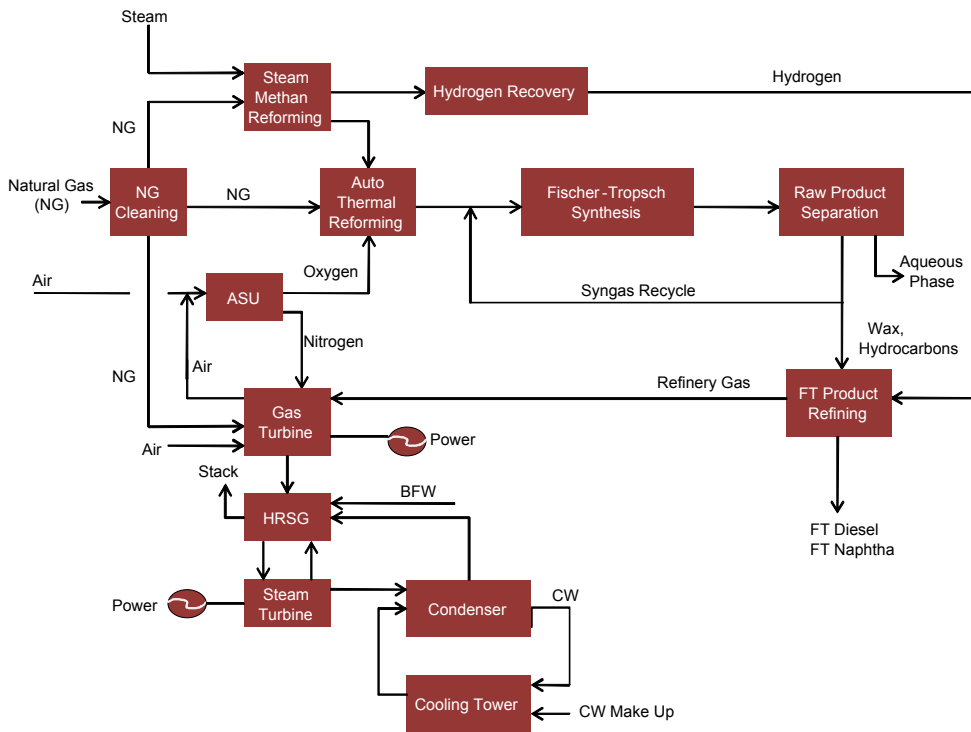 Steam
Steam
Methan
Reforming
Hydrogen Recovery
Hydrogen
NG
Natural Gas
(NG)
NG
Cleaning
NG
Auto
Thermal
Reforming
Fischer-Tropsch
Synthesis
Raw Product
Separation
Air
ASU
Oxygen
Syngas Recycle
Aqueous
Phase
Nitrogen
Wax,
Hydrocarbons
NG
Air
Gas
Turbine
Refinery Gas
FT Product
Refining
Air
Power
Stack
HRSG
BFW
FT Diesel
FT Naphtha
Power
Steam
Turbine
Condenser
CW
Cooling Tower
CW Make Up